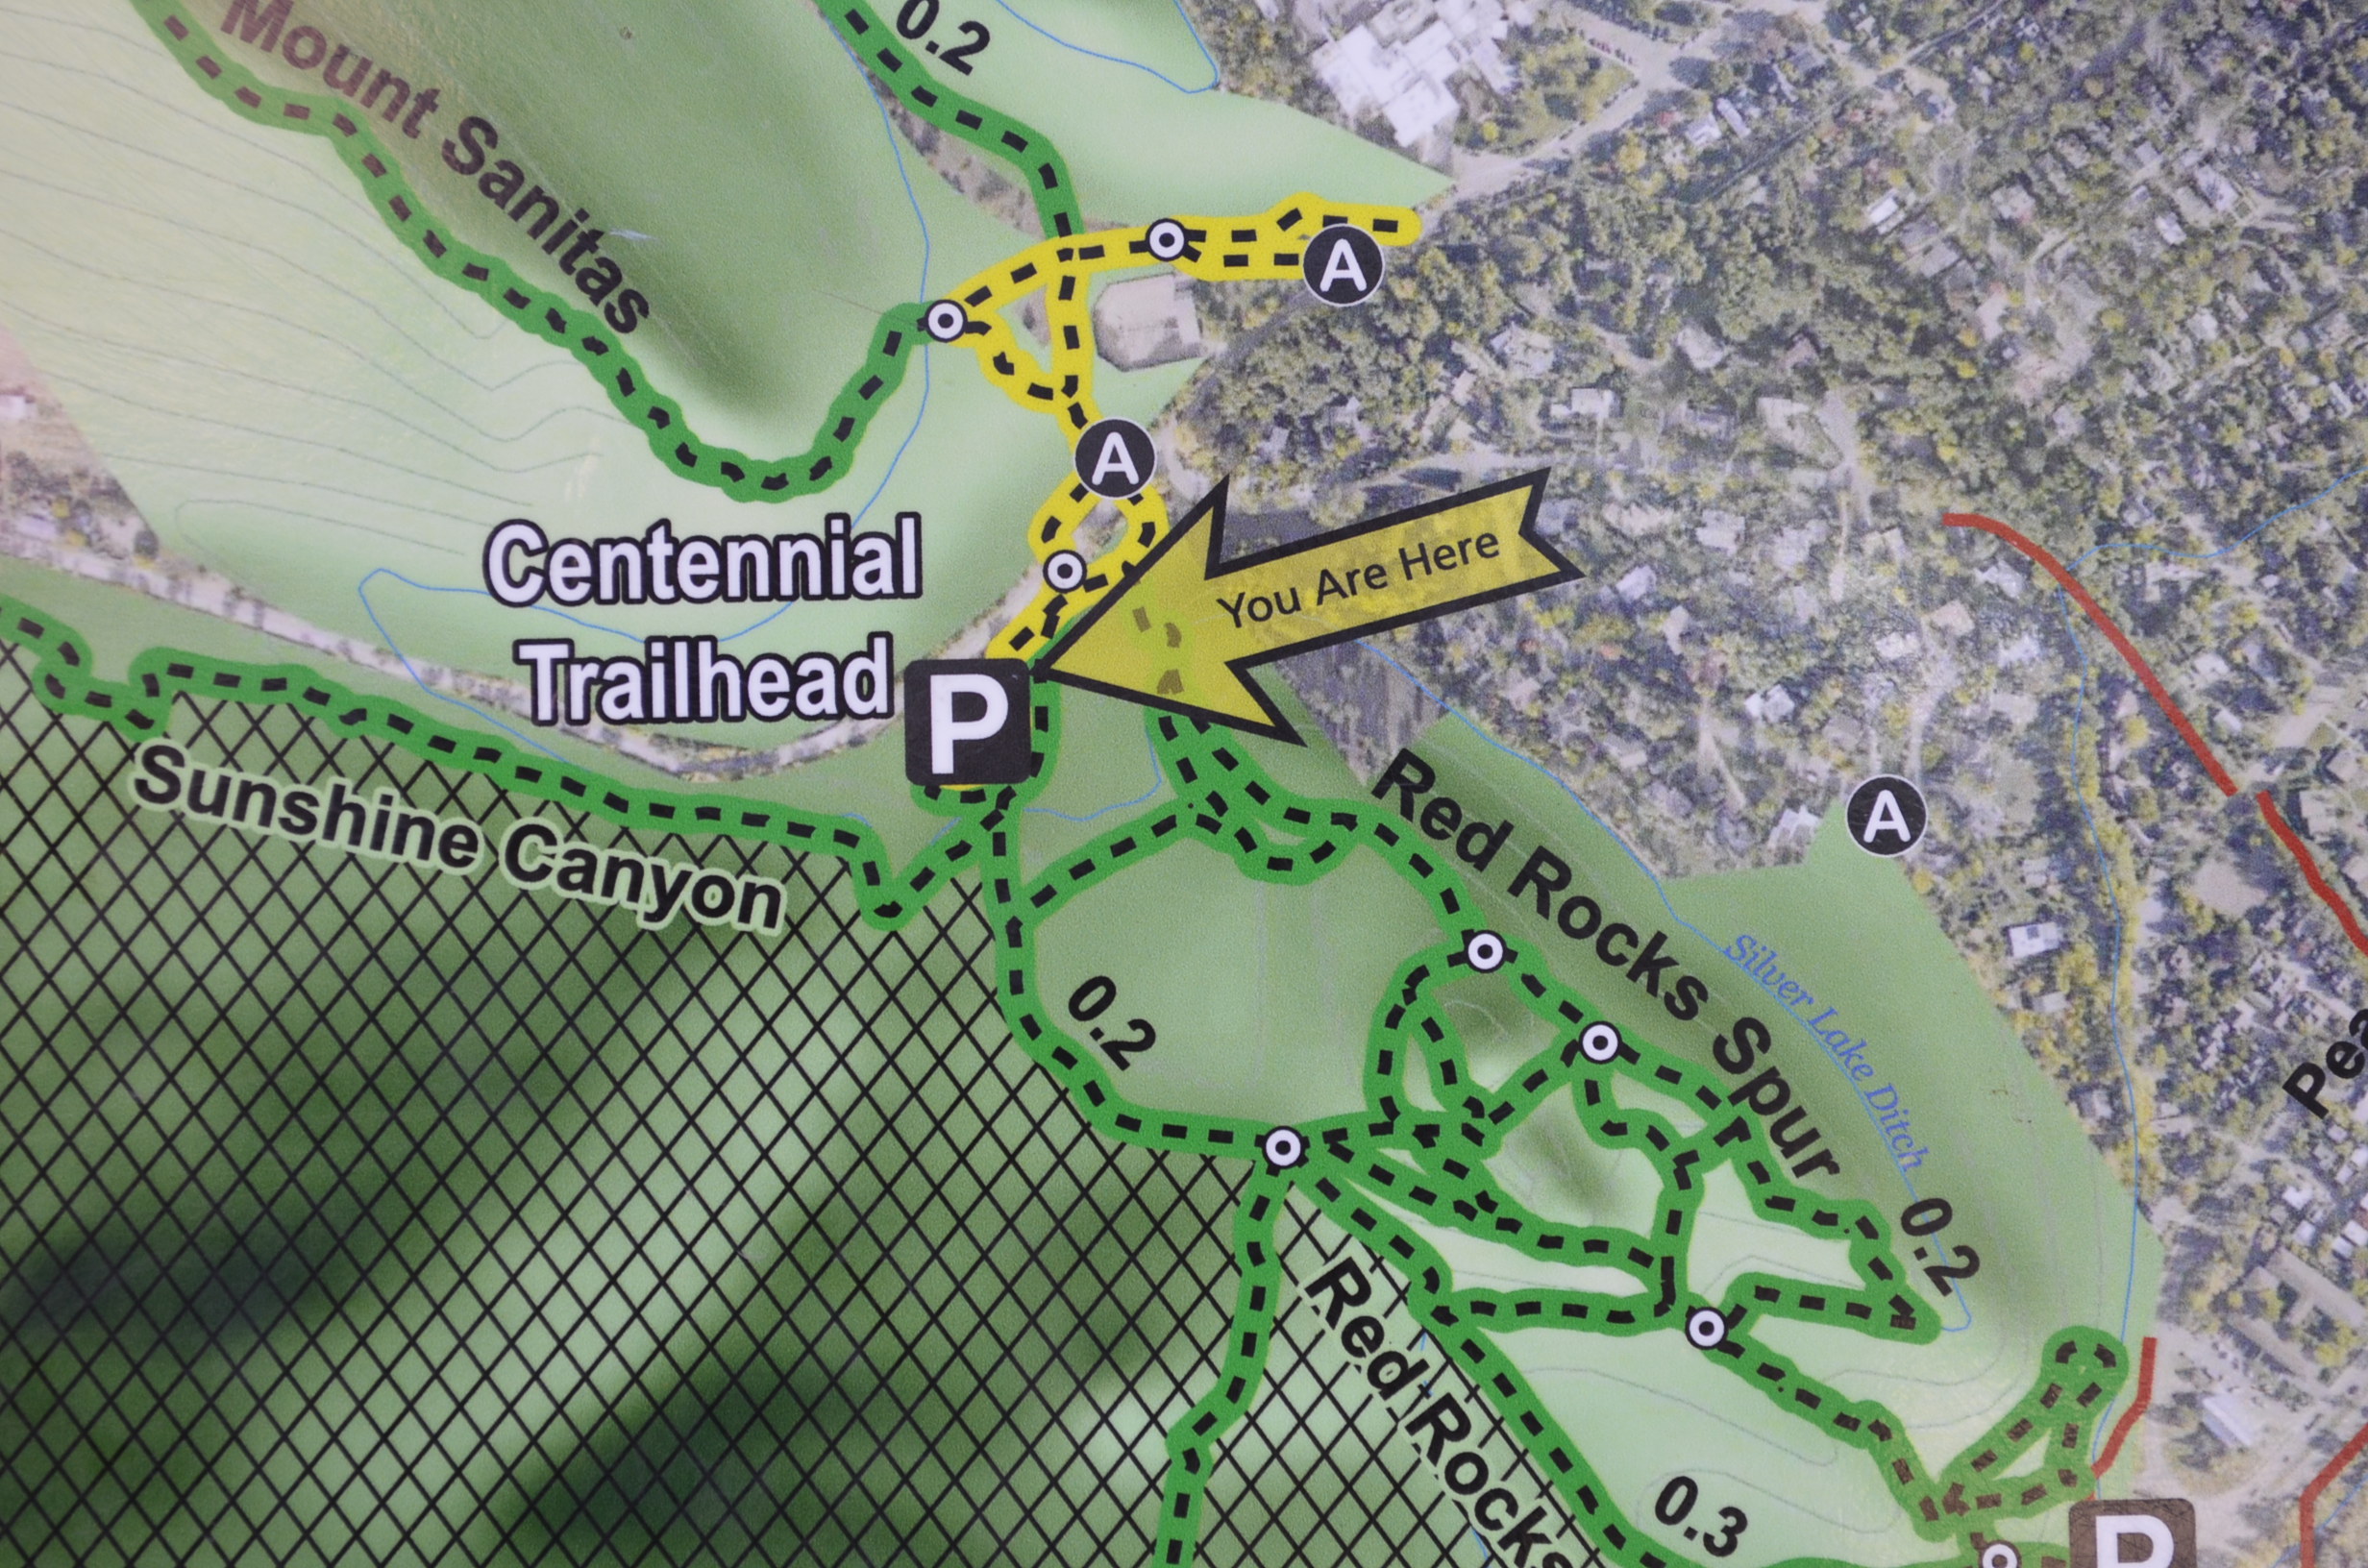 0.2
Mount Sanitas
A
A
Centennial
Trailhead
You Are Here
P
Sunshine Canyon
Red Rocks Spur
A
Silver Lake Ditch
0.2
0.2
Pea
Red Rocks
0.3
P